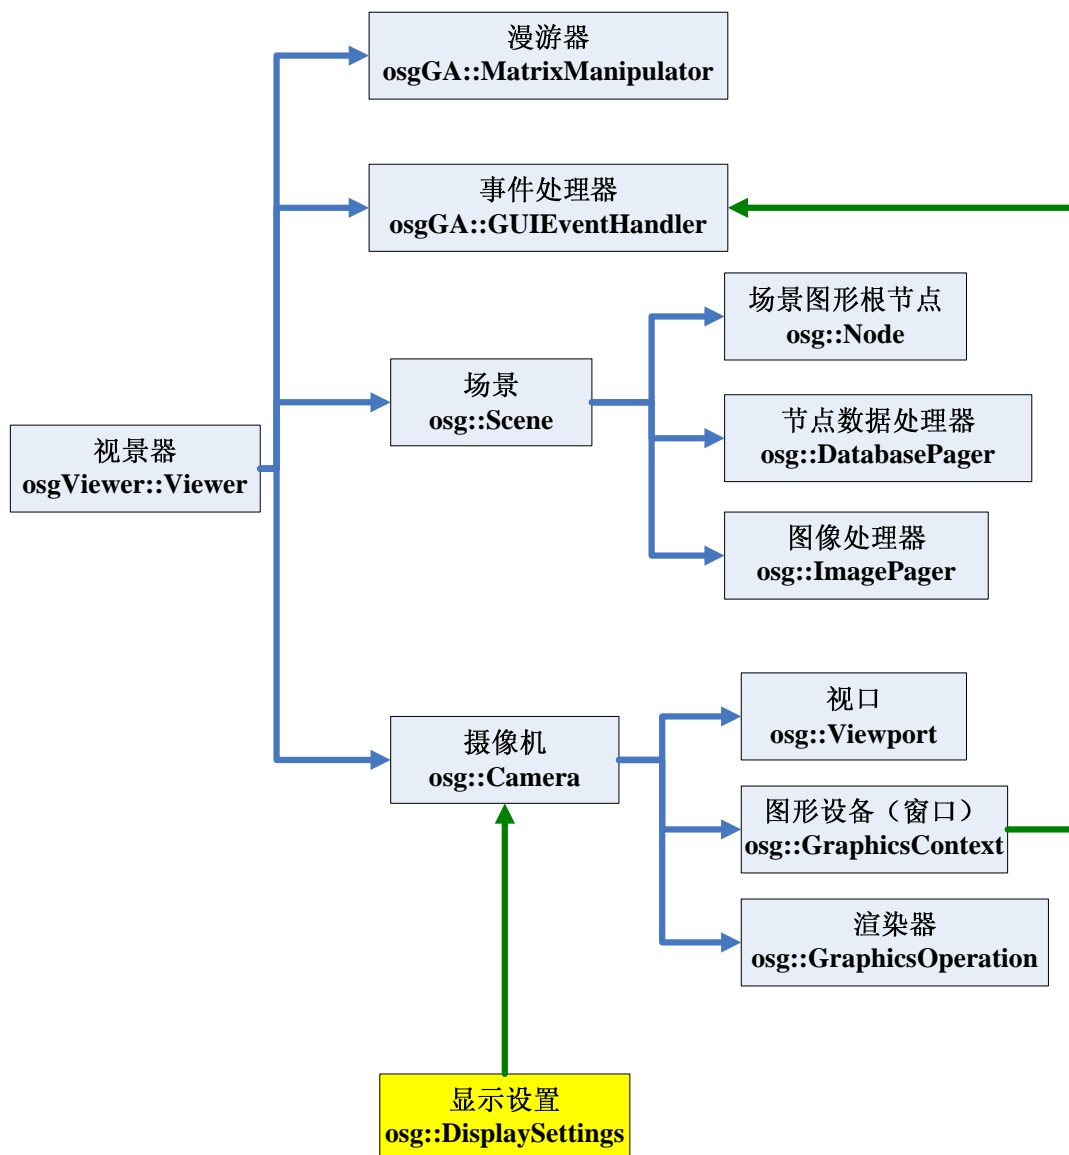 漫游器
osgGA::MatrixManipulator
事件处理器
osgGA::GUIEventHandler
场景图形根节点
osg::Node
场景
osg::Scene
节点数据处理器
osg::DatabasePager
视景器
osgViewer::Viewer
图像处理器
osg::ImagePager
视口
osg::Viewport
摄像机
osg::Camera
图形设备（窗口）
osg::GraphicsContext
渲染器
osg::GraphicsOperation
显示设置
osg::DisplaySettings